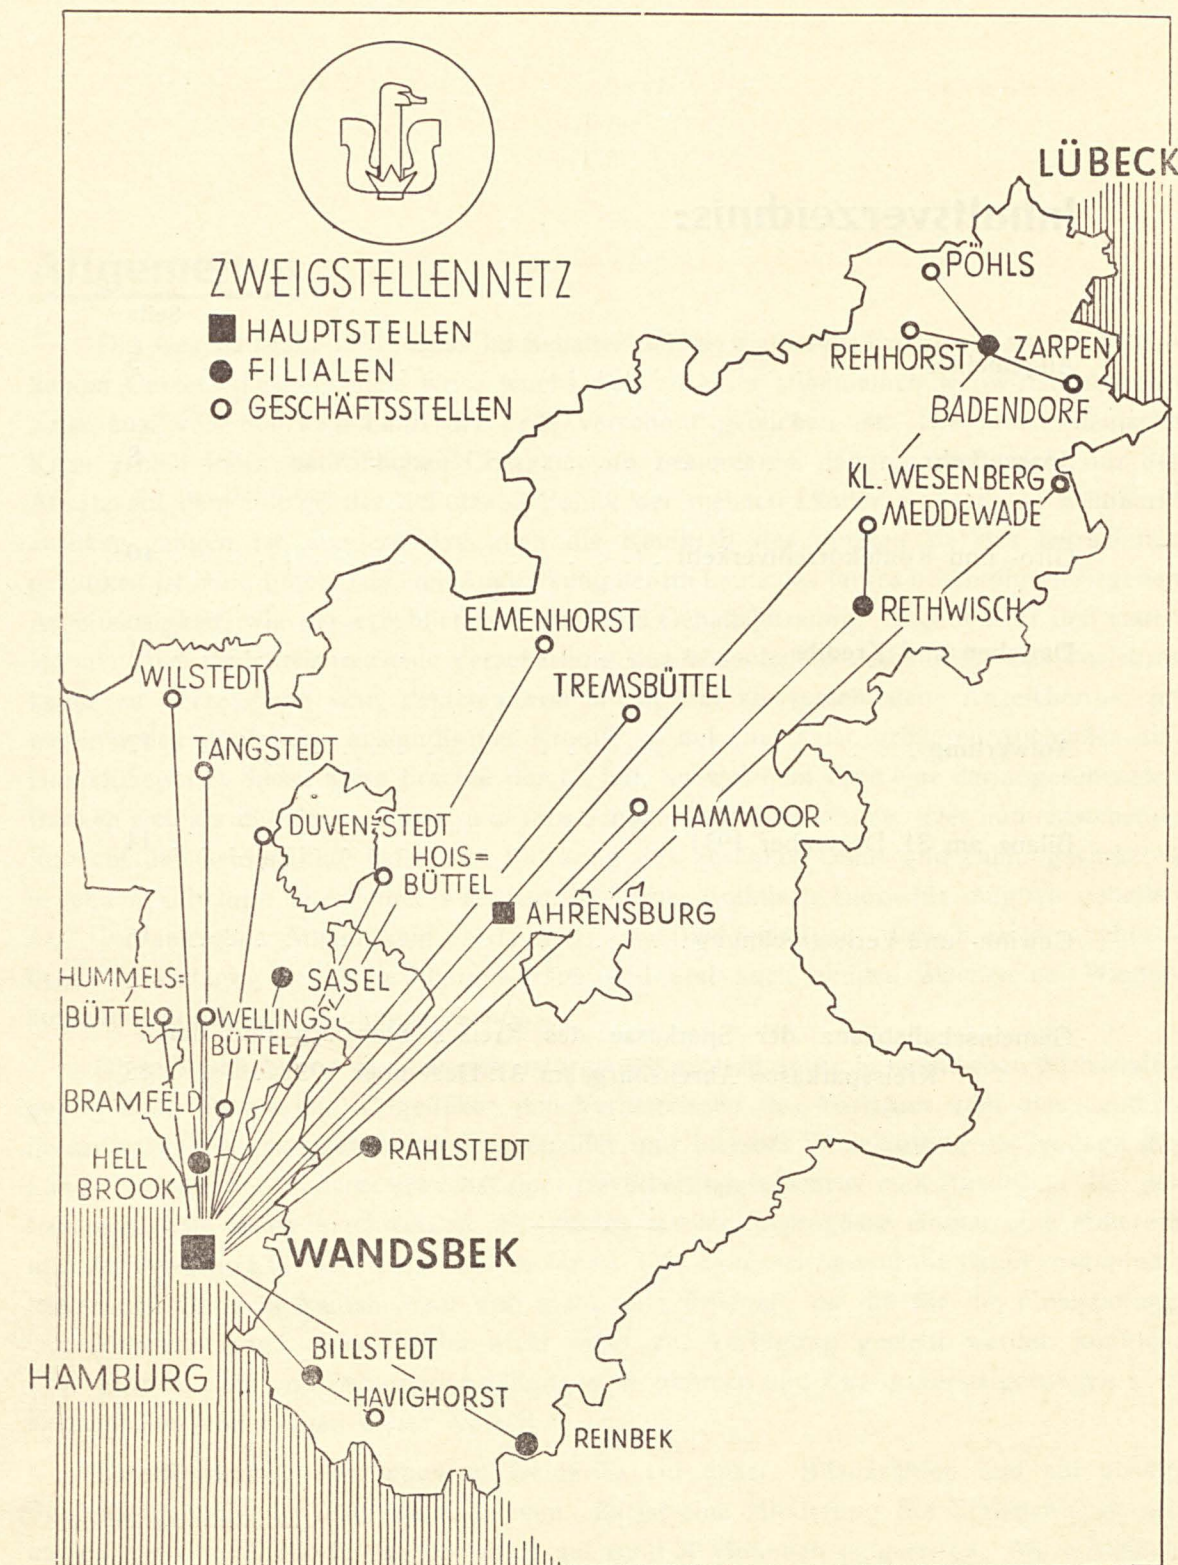 LÜBECK
ZWEIGSTELLENNETZ
HAUPTSTELLEN
FILIALEN
GESCHÄFTSSTELLEN
PÖHLS
REHHORST
ZARPEN
BADENDORF
KL. WESENBERG
MEDDEWADE
RETHWISCH
ELMENHORST
WILSTEDT
TREMSBÜTTEL
TANGSTEDT
DUVEN=STEDT
HAMMOOR
HOIS=
BÜTTEL
AHRENSBURG
HUMMELS=
BÜTTEL
SASEL
WELLINGS
BÜTTEL
BRAMFELD
RAHLSTEDT
HELL
BROOK
WANDSBEK
BILLSTEDT
HAMBURG
HAVIGHORST
REINBEK